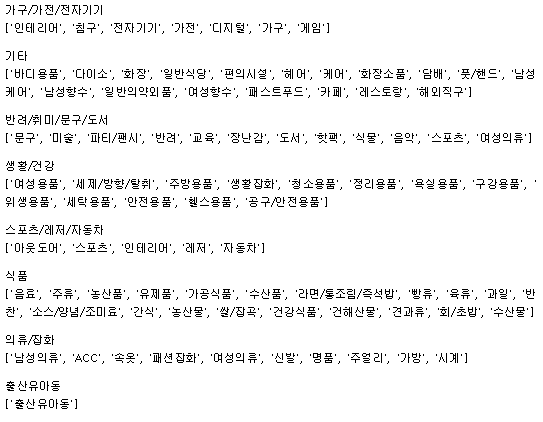 가구/가전/전자기기
['인테리어', '침구', '전자기기', '가전', '디지털', '가구', '게임']
기타
['바디용품', '다이소', '화장', '일반식당', '편의시설', '헤어', '케어', '화장소품', '담배', '풋/핸드', '남성
케어', '남성향수', '일반의약외품', '여성향수', '패스트푸드', '카페', '레스토랑', '해외직구']
반려/취미/문구/도서
['문구', '미술', '파티/팬시', '반려', '교육', '장난감', '도서', '핫팩', '식물', '음악', '스포츠', '여성의류']
생활/건강
['여성용품', '세제/방향/탈취', '주방용품', '생활잡화', '청소용품', '정리용품', '욕실용품', '구강용품', '
위생용품', '세탁용품', '안전용품', '헬스용품', '공구/안전용품']
스포츠/레저/자동차
['아웃도어', '스포츠', '인테리어', '레저', '자동차']
식품
['음료', '주류', '농산품', '유제품', '가공식품', '수산품', '라면/통조림/즉석밥', '빵류', '육류', '과일', '반
찬', '소스/양념/조미료', '간식', '농산물', '쌀/잡곡', '건강식품', '건해산물', '견과류', '회/초밥', '수산물']
의류/잡화
['남성의류', 'ACC', '속옷', '패션잡화', '여성의류', '신발', '명품', '주얼리', '가방', '시계']
출산유아동
['출산유아동']